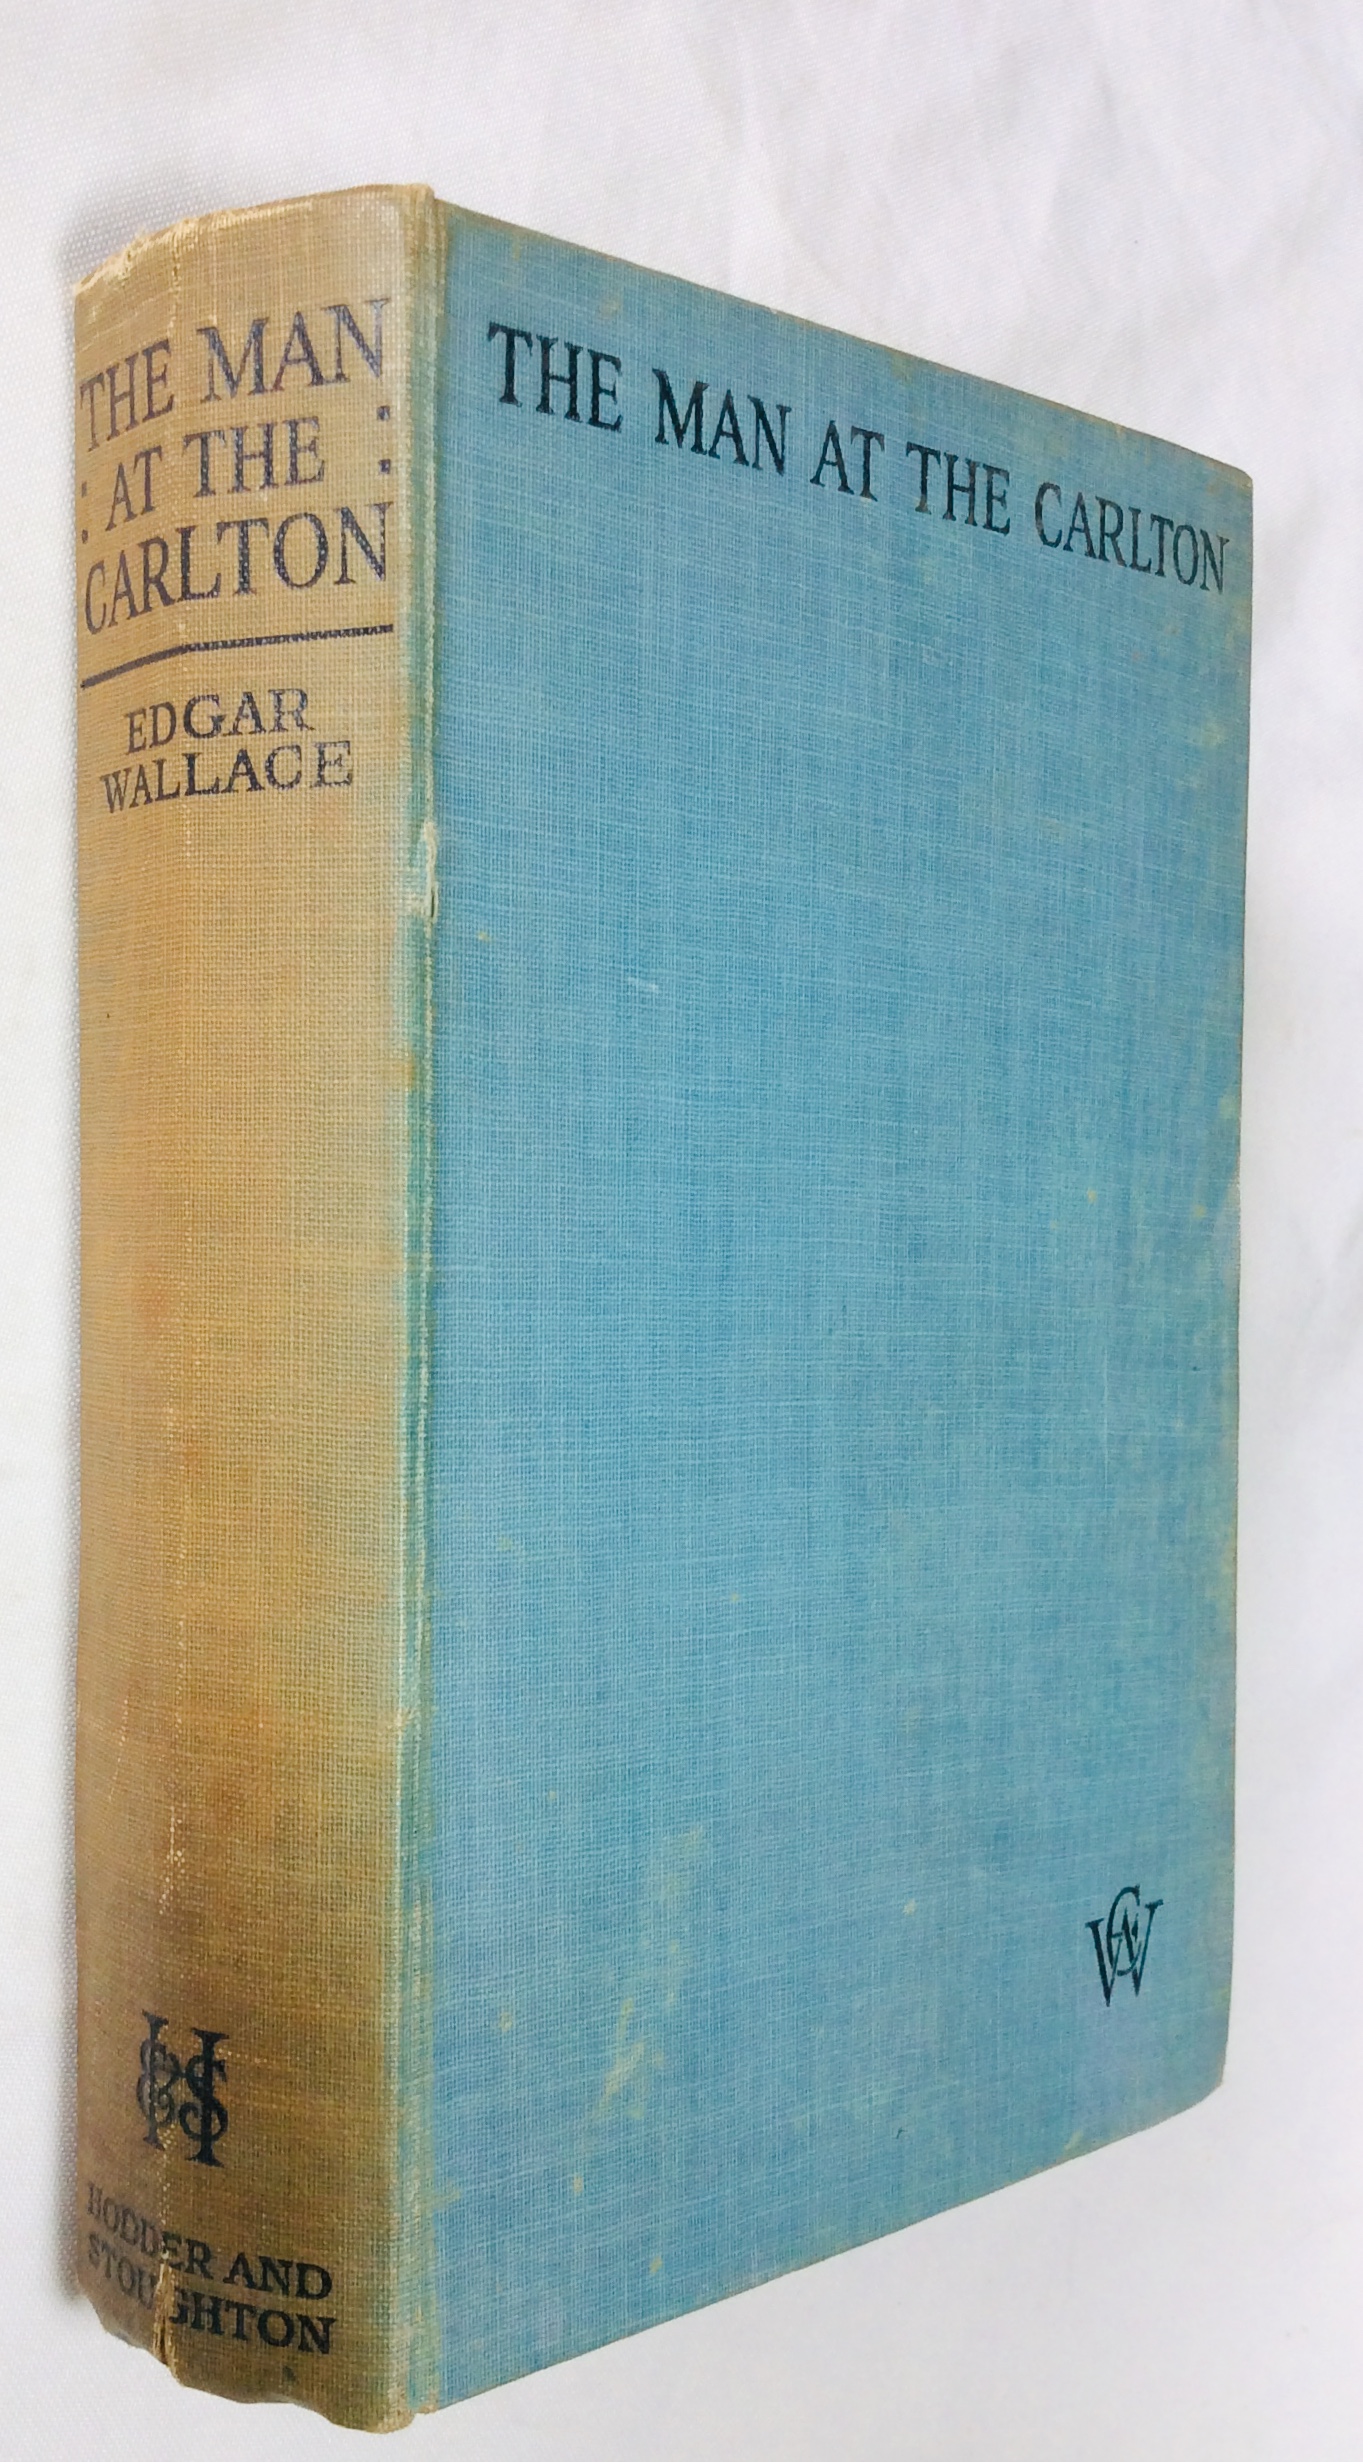 THE MAN
: AT THE :
CARLTON
EDGAR
WALLACE
H&S
HODDER AND
STOUGHTON
THE MAN AT THE CARLTON